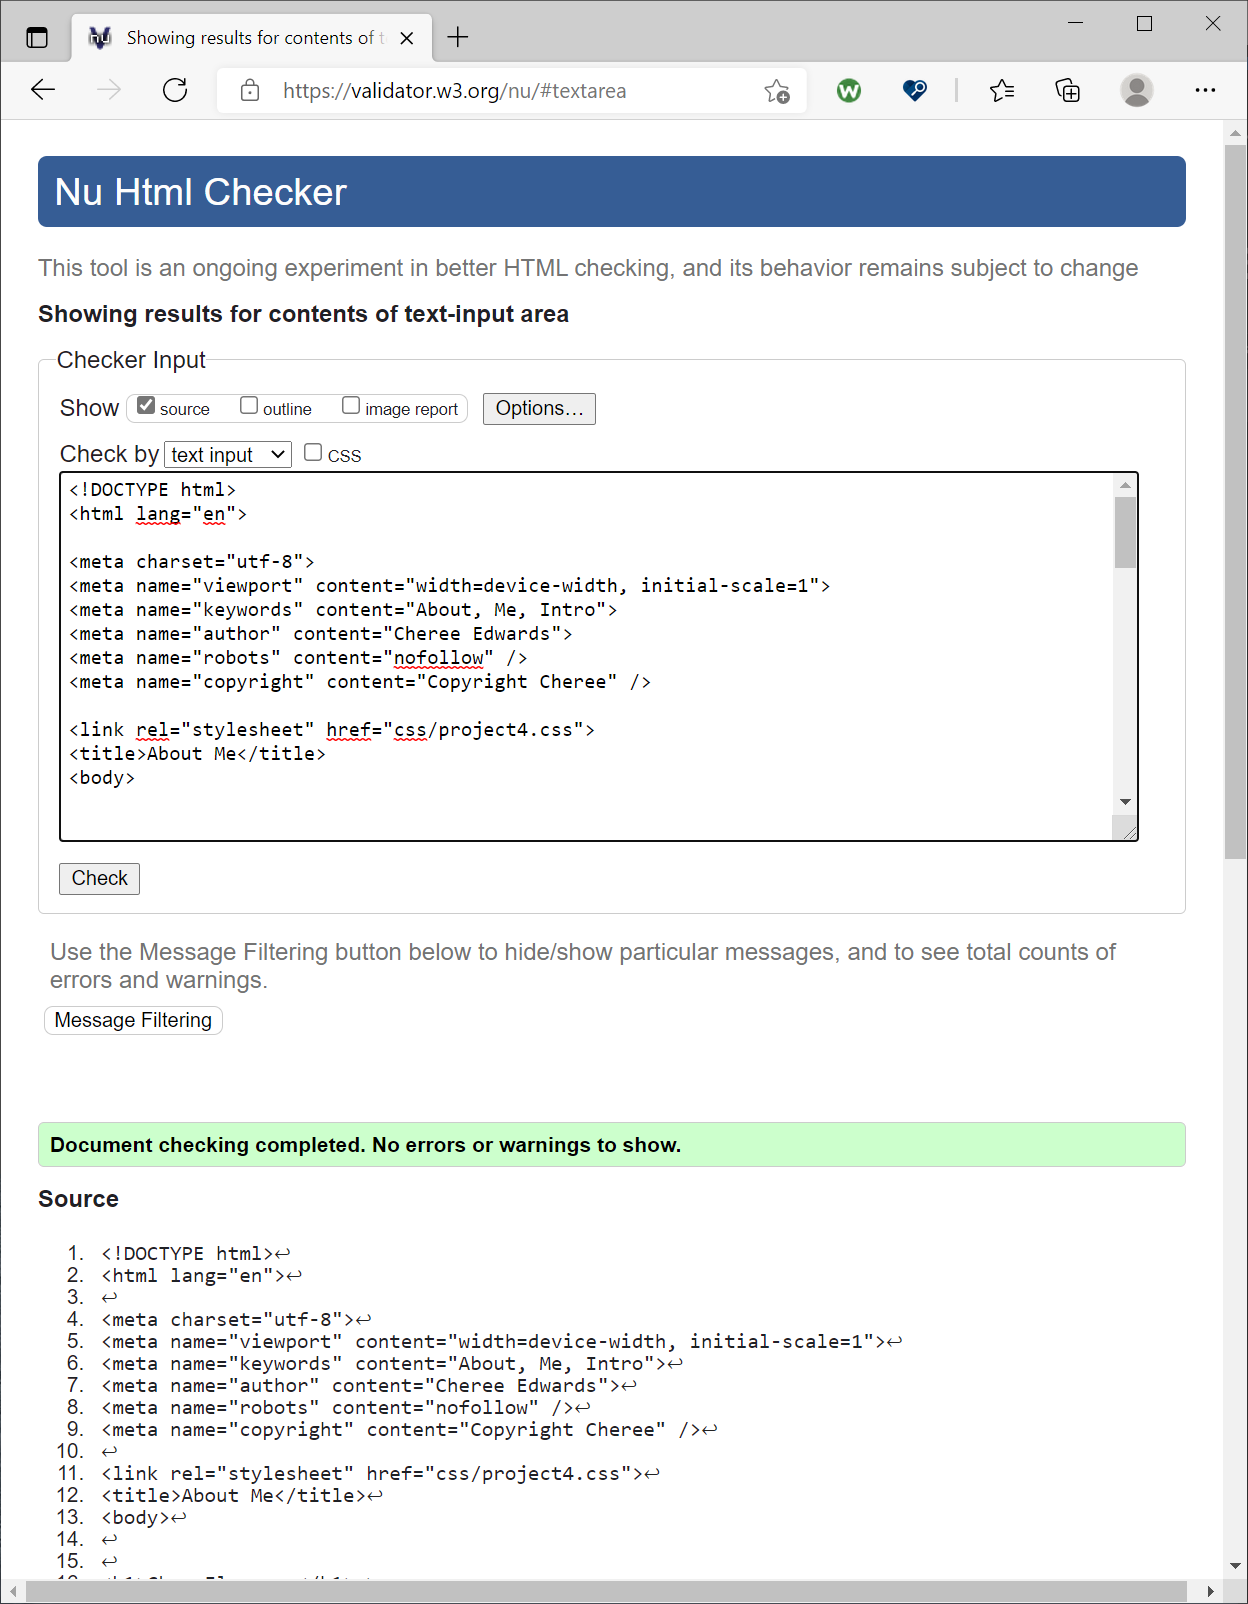 Showing results for contents of t
https://validator.w3.org/nu/#textarea
Nu Html Checker
This tool is an ongoing experiment in better HTML checking, and its behavior remains subject to change
Showing results for contents of text-input area
Checker Input
Show source outline image report Options...
Check by text input CSS
<!DOCTYPE html>
<html lang="en">
<meta charset="utf-8">
<meta name="viewport" content="width=device-width, initial-scale=1">
<meta name="keywords" content="About, Me, Intro">
<meta name="author" content="Cheree Edwards">
<meta name="robots" content="nofollow" />
<meta name="copyright" content="Copyright Cheree" />
<link rel="stylesheet" href="css/project4.css">
<title>About Me</title>
<body>
Check
Use the Message Filtering button below to hide/show particular messages, and to see total counts of
errors and warnings.
Message Filtering
Document checking completed. No errors or warnings to show.
Source
1. <!DOCTYPE html>↩
2. <html lang="en">↩
3. ↩
4. <meta charset="utf-8">↩
5. <meta name="viewport" content="width=device-width, initial-scale=1">↩
6. <meta name="keywords" content="About, Me, Intro">↩
7. <meta name="author" content="Cheree Edwards">↩
8. <meta name="robots" content="nofollow" />↩
9. <meta name="copyright" content="Copyright Cheree" />↩
10. ↩
11. <link rel="stylesheet" href="css/project4.css">↩
12. <title>About Me</title>↩
13. <body>↩
14. ↩
15. ↩